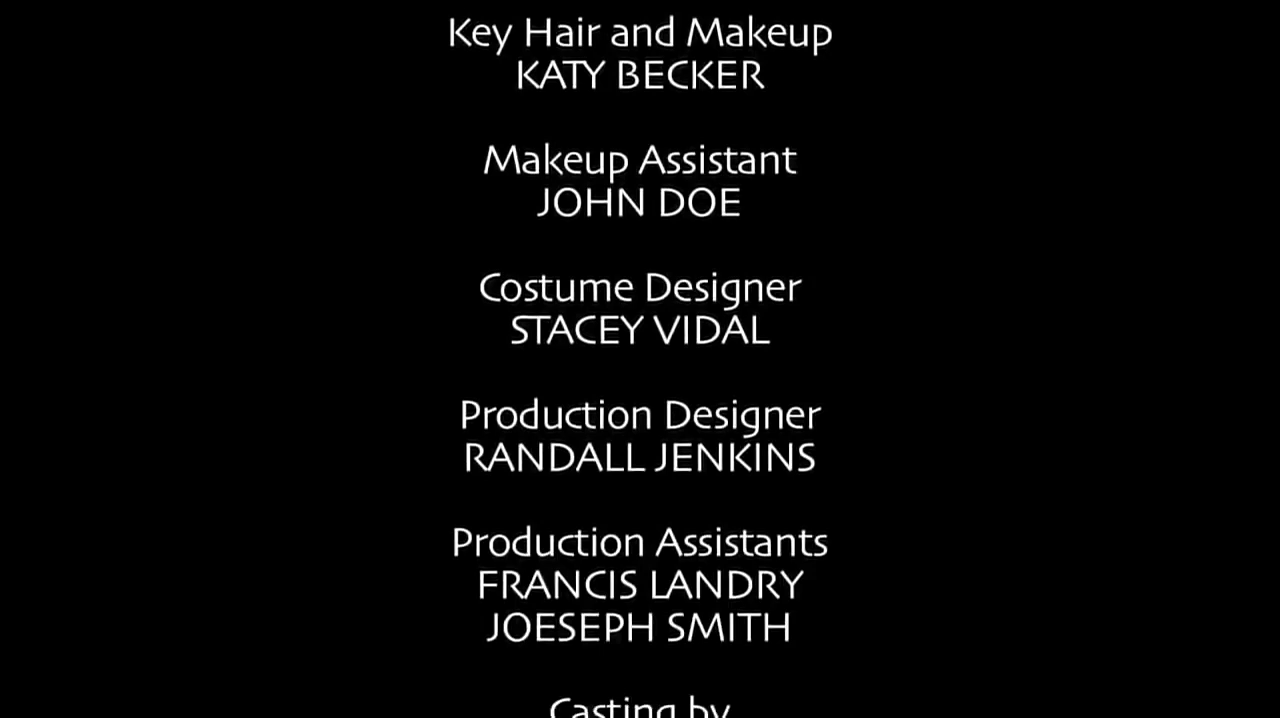 Key Hair and Makeup
KATY BECKER
Makeup Assistant
JOHN DOE
Costume Designer
STACEY VIDAL
Production Designer
RANDALL JENKINS
Production Assistants
FRANCIS LANDRY
JOESEPH SMITH
Casting by